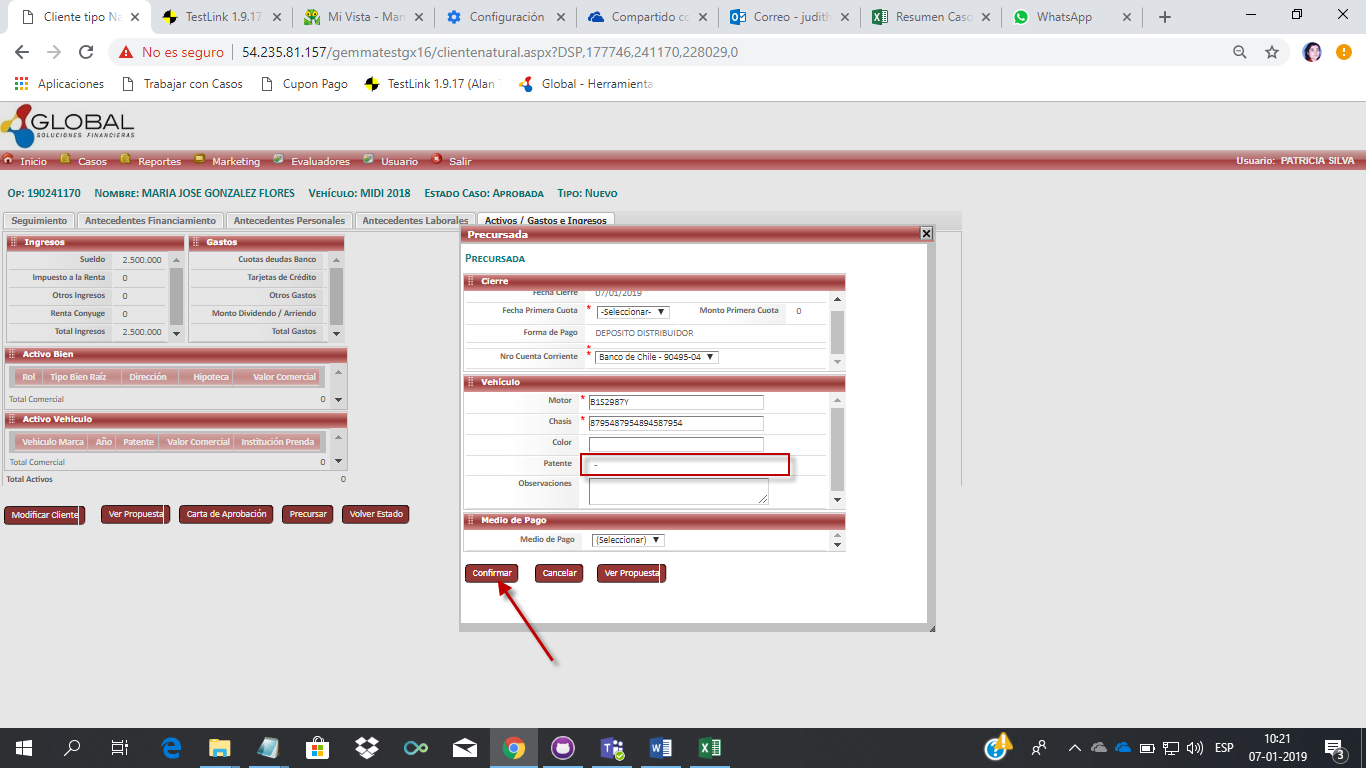 Cliente tipo Na
TestLink 1.9.17
Mi Vista - Man
Configuración
Compartido co
Correo - judith
Resumen Caso
WhatsApp
No es seguro | 54.235.81.157/gemmatestgx16/clientenatural.aspx?DSP,177746,241170,228029,0
Aplicaciones
Trabajar con Casos
Cupon Pago
TestLink 1.9.17 (Alan
Global - Herramienta
GLOBAL
SOLUCIONES FINANCIERAS
Inicio Casos Reportes Marketing Evaluadores Usuario Salir
Usuario: PATRICIA SILVA
OP: 190241170 NOMBRE: MARIA JOSE GONZALEZ FLORES VEHÍCULO: MIDI 2018 ESTADO CASO: APROBADA TIPO: NUEVO
Seguimiento
Antecedentes Financiamiento
Antecedentes Personales
Antecedentes Laborales
Activos / Gastos e Ingresos
Ingresos
Sueldo 2.500.000
Impuesto a la Renta 0
Otros Ingresos 0
Renta Conyuge 0
Total Ingresos 2.500.000
Gastos
Cuotas deudas Banco
Tarjetas de Crédito
Otros Gastos
Monto Dividendo / Arriendo
Total Gastos
Activo Bien
Rol Tipo Bien Raíz Dirección Hipoteca Valor Comercial
Total Comercial 0
Activo Vehiculo
Vehiculo Marca Año Patente Valor Comercial Institución Prenda
Total Comercial 0
Total Activos 0
Modificar Cliente
Ver Propuesta
Carta de Aprobación
Precursar
Volver Estado
Precursada
PRECURSADA
Cierre
Fecha Cierre 07/01/2019
Fecha Primera Cuota * -Seleccionar- Monto Primera Cuota 0
Forma de Pago DEPOSITO DISTRIBUIDOR
*
Nro Cuenta Corriente * Banco de Chile - 90495-04
Vehículo
Motor * B1S2987Y
Chasis * 8795487954894587954
Color
Patente -
Observaciones
Medio de Pago
Medio de Pago (Seleccionar)
Confirmar
Cancelar
Ver Propuesta
ESP
10:21
07-01-2019
3